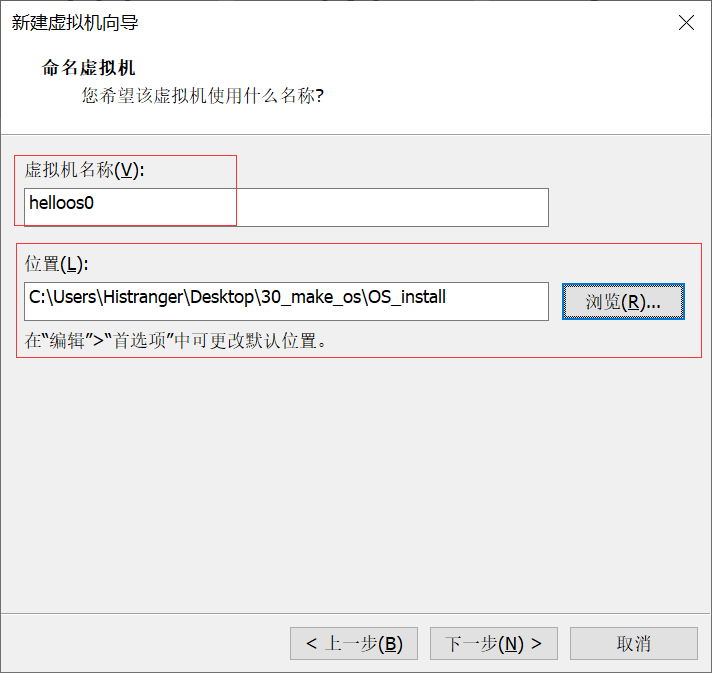 新建虚拟机向导
命名虚拟机
您希望该虚拟机使用什么名称?
虚拟机名称(V):
helloos0
位置(L):
C:\Users\Histranger\Desktop\30_make_os\OS_install
浏览(R)...
在“编辑”>“首选项”中可更改默认位置。
< 上一步(B)
下一步(N) >
取消